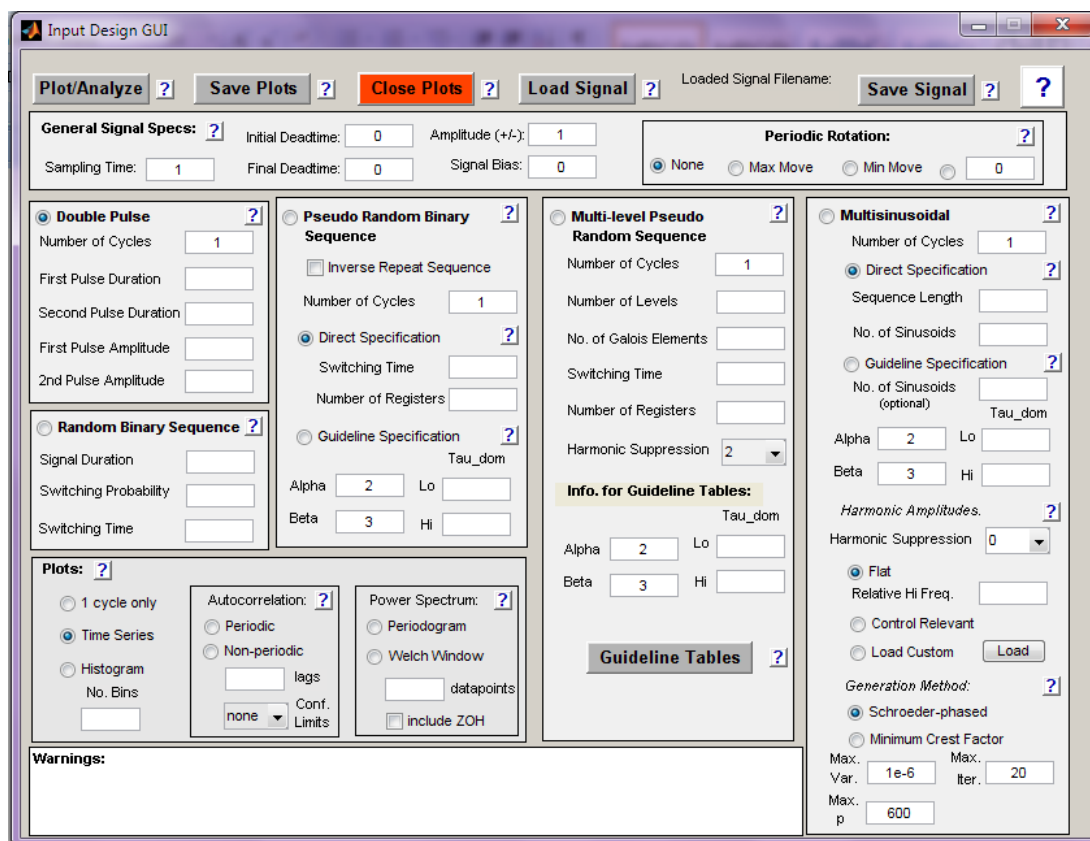 Input Design GUI
Plot/Analyze ? Save Plots ? Close Plots ? Load Signal ? Loaded Signal Filename: Save Signal ? ?
General Signal Specs: ? Initial Deadtime: 0 Amplitude (+/-): 1 Periodic Rotation: ?
Sampling Time: 1 Final Deadtime: 0 Signal Bias: 0 None Max Move Min Move 0
Double Pulse ?
Number of Cycles 1
First Pulse Duration
Second Pulse Duration
First Pulse Amplitude
2nd Pulse Amplitude
Random Binary Sequence ?
Signal Duration
Switching Probability
Switching Time
Pseudo Random Binary ?
Sequence
Inverse Repeat Sequence
Number of Cycles 1
Direct Specification ?
Switching Time
Number of Registers
Guideline Specification ?
Tau_dom
Alpha 2 Lo
Beta 3 Hi
Multi-level Pseudo ?
Random Sequence
Number of Cycles 1
Number of Levels
No. of Galois Elements
Switching Time
Number of Registers
Harmonic Suppression 2
Info. for Guideline Tables:
Tau_dom
Alpha 2 Lo
Beta 3 Hi
Guideline Tables ?
Multisinusoidal ?
Number of Cycles 1
Direct Specification ?
Sequence Length
No. of Sinusoids
Guideline Specification ?
No. of Sinusoids
(optional) Tau_dom
Alpha 2 Lo
Beta 3 Hi
Harmonic Amplitudes. ?
Harmonic Suppression 0
Flat
Relative Hi Freq.
Control Relevant
Load Custom Load
Generation Method: ?
Schroeder-phased
Minimum Crest Factor
Max. Max.
Var. 1e-6 Iter. 20
Max.
p 600
Plots: ?
1 cycle only
Time Series
Histogram
No. Bins
Autocorrelation: ?
Periodic
Non-periodic
lags
none Conf.
Limits
Power Spectrum: ?
Periodogram
Welch Window
datapoints
include ZOH
Warnings: